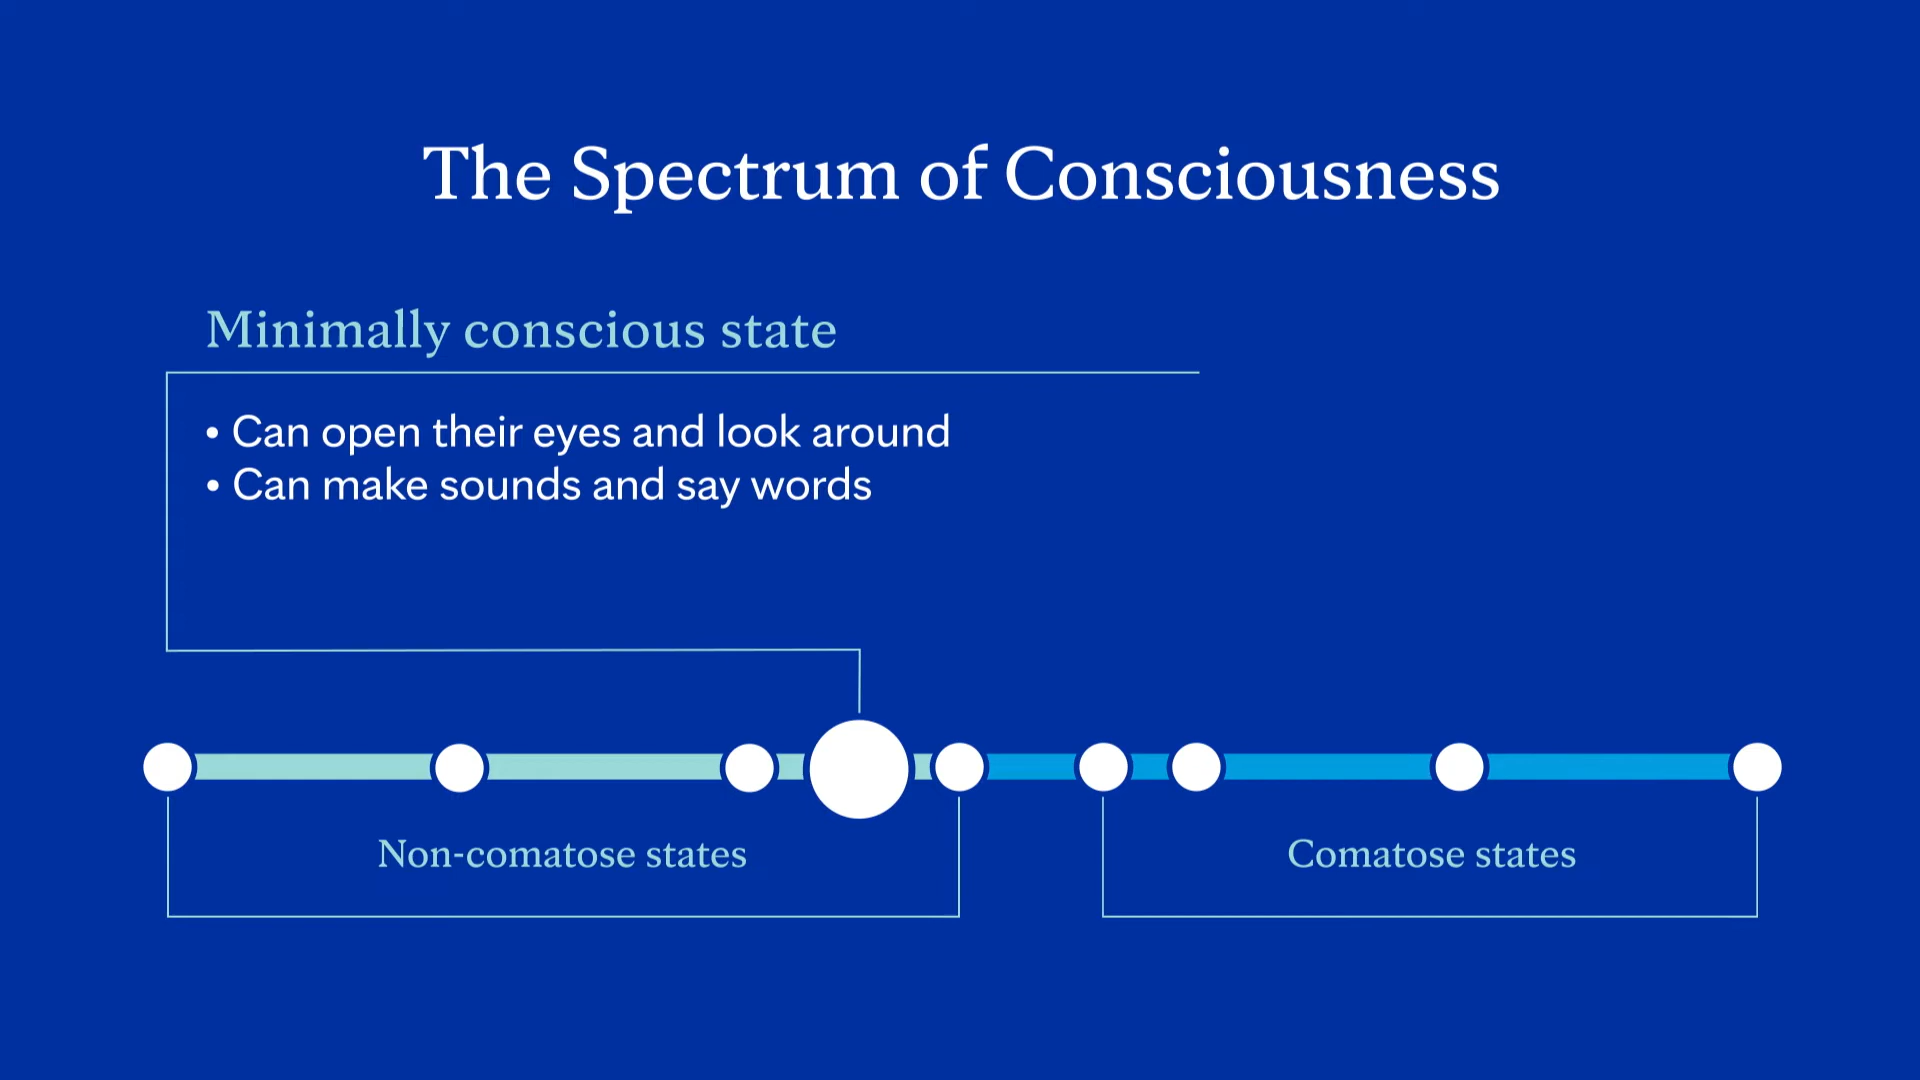 The Spectrum of Consciousness
Minimally conscious state
• Can open their eyes and look around
• Can make sounds and say words
Non-comatose states
Comatose states